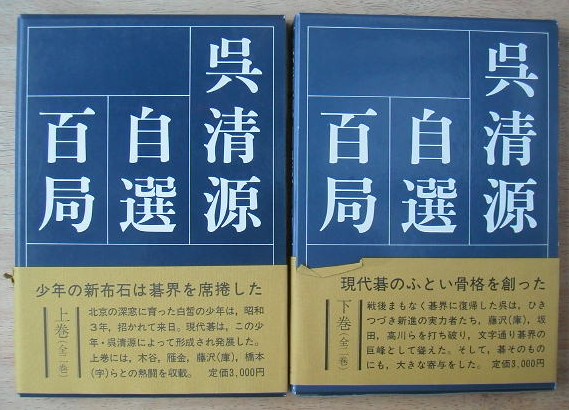 呉清源
自選
百局
少年の新布石は碁界を席捲した
上巻(全二巻)
北京の深窓に育った白皙の少年は、昭和
3年、招かれて来日。現代碁は、この少
年・呉清源によって形成され発展した。
上巻には、木谷、雁金、藤沢(庫)、橋本
(宇)らとの熱闘を収載。 定価3,000円
呉清源
自選
百局
現代碁のふとい骨格を創った
下巻(全二巻)
戦後まもなく碁界に復帰した呉は、ひき
つづき新進の実力者たち、藤沢(庫)、坂
田、高川らを打ち破り、文字通り碁界の
巨峰として聳えた。そして、碁そのものに
も、大きな寄与をした。 定価3,000円